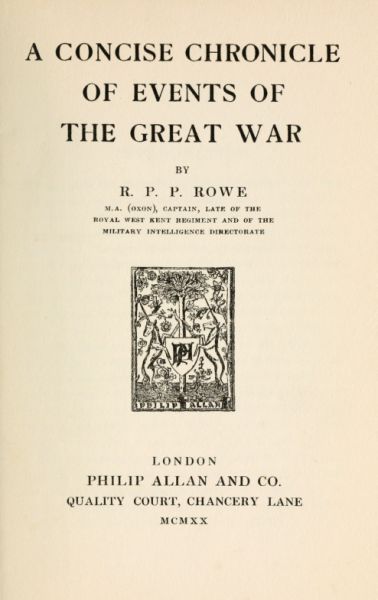 A CONCISE CHRONICLE
OF EVENTS OF
THE GREAT WAR
BY
R. P. P. ROWE
M.A. (OXON), CAPTAIN, LATE OF THE
ROYAL WEST KENT REGIMENT AND OF THE
MILITARY INTELLIGENCE DIRECTORATE
PHILIP ALLAN
LONDON
PHILIP ALLAN AND CO.
QUALITY COURT, CHANCERY LANE
MCMXX